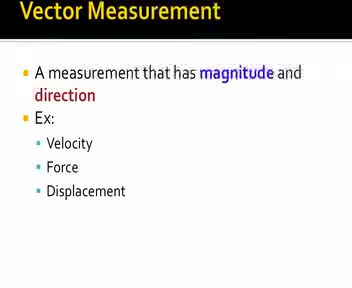 Vector Measurement
A measurement that has magnitude and
direction
Ex:
Velocity
Force
Displacement